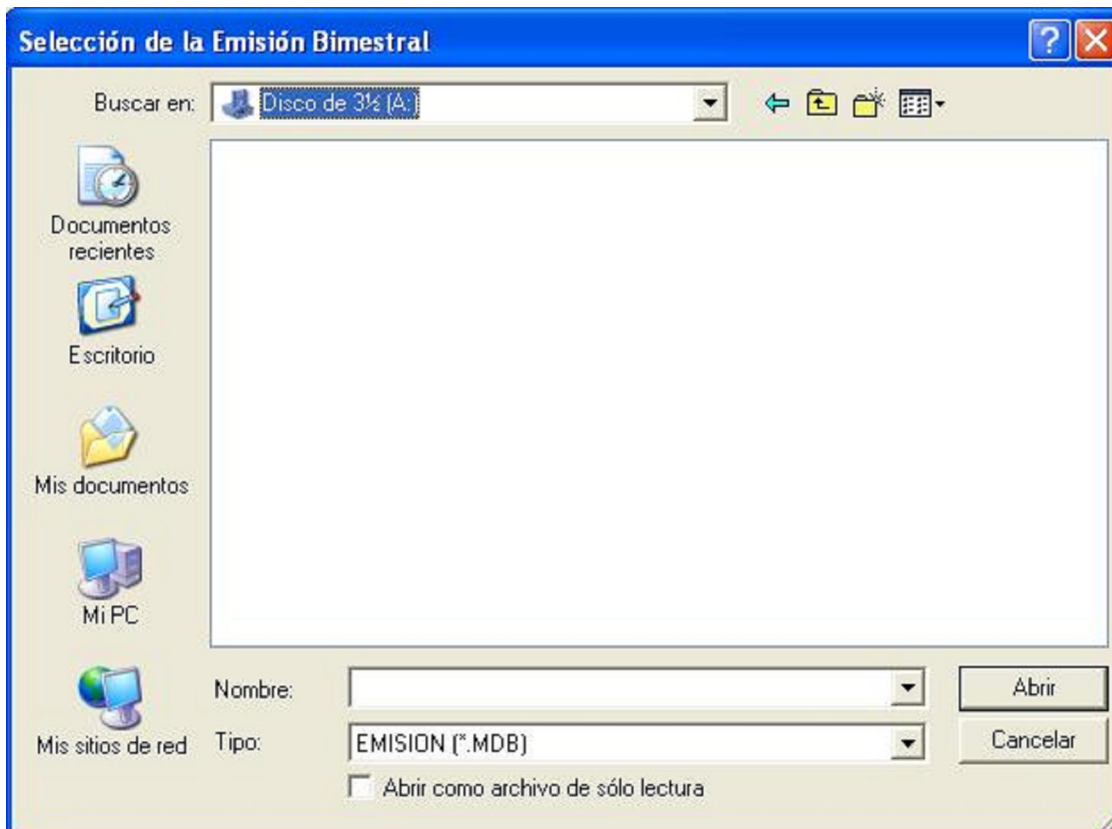 Selección de la Emisión Bimestral
Buscar en:
Disco de 3½ (A:)
Documentos
recientes
Escritorio
Mis documentos
Mi PC
Mis sitios de red
Nombre:
Abrir
Tipo:
EMISION (*.MDB)
Cancelar
Abrir como archivo de sólo lectura